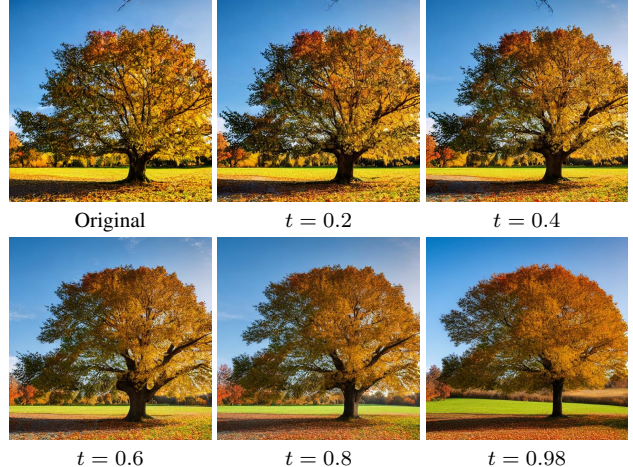 Original
t = 0.2
t = 0.4
t = 0.6
t = 0.8
t = 0.98